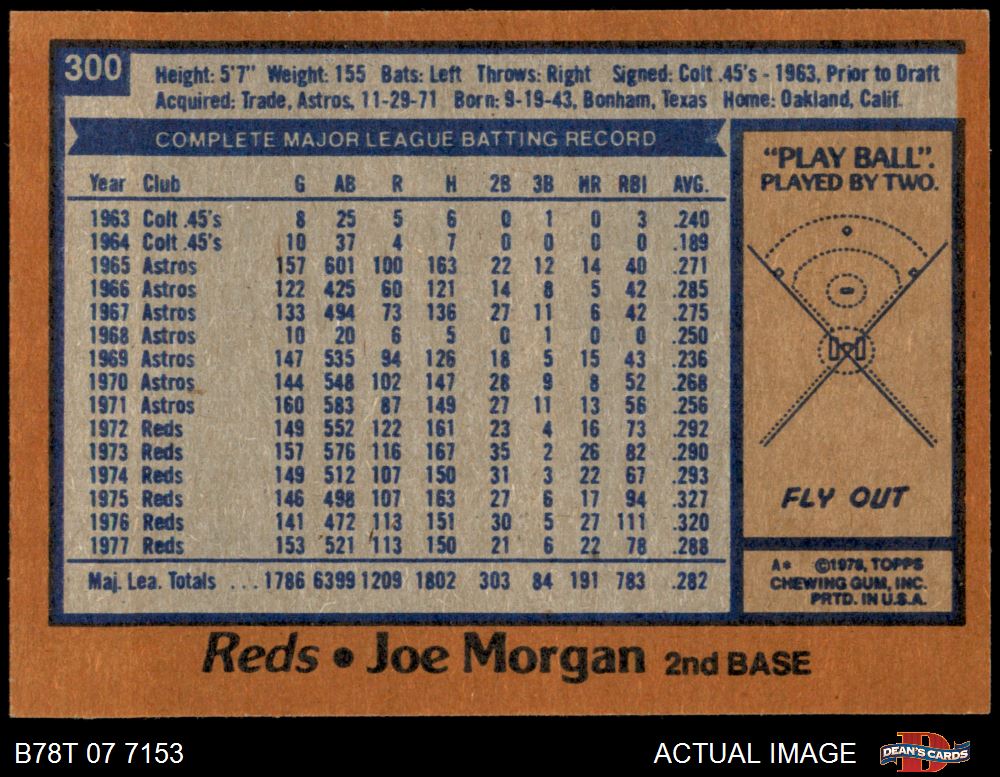 300
Height: 5'7" Weight: 155 Bats: Left Throws: Right Signed: Colt .45's - 1963, Prior to Draft
Acquired: Trade, Astros, 11-29-71 Born: 9-19-43, Bonham, Texas Home: Oakland, Calif.
COMPLETE MAJOR LEAGUE BATTING RECORD
Year Club G AB R H 2B 3B HR RBI AVG.
1963 Colt .45's 8 25 5 6 0 1 0 3 .240
1964 Colt .45's 10 37 4 7 0 0 0 0 .189
1965 Astros 157 601 100 163 22 12 14 40 .271
1966 Astros 122 425 60 121 14 8 5 42 .285
1967 Astros 133 494 73 136 27 11 6 42 .275
1968 Astros 10 20 6 5 0 1 0 0 .250
1969 Astros 147 535 94 126 18 5 15 43 .236
1970 Astros 144 548 102 147 28 9 8 52 .268
1971 Astros 160 583 87 149 27 11 13 56 .256
1972 Reds 149 552 122 161 23 4 16 73 .292
1973 Reds 157 576 116 167 35 2 26 82 .290
1974 Reds 149 512 107 150 31 3 22 67 .293
1975 Reds 146 498 107 163 27 6 17 94 .327
1976 Reds 141 472 113 151 30 5 27 111 .320
1977 Reds 153 521 113 150 21 6 22 78 .288
Maj. Lea. Totals ... 1786 6399 1209 1802 303 84 191 783 .282
"PLAY BALL".
PLAYED BY TWO.
FLY OUT
A* ©1978, TOPPS
CHEWING GUM, INC.
PRTD. IN U.S.A.
Reds • Joe Morgan 2nd BASE
B78T 07 7153
ACTUAL IMAGE
D
DEAN'S CARDS